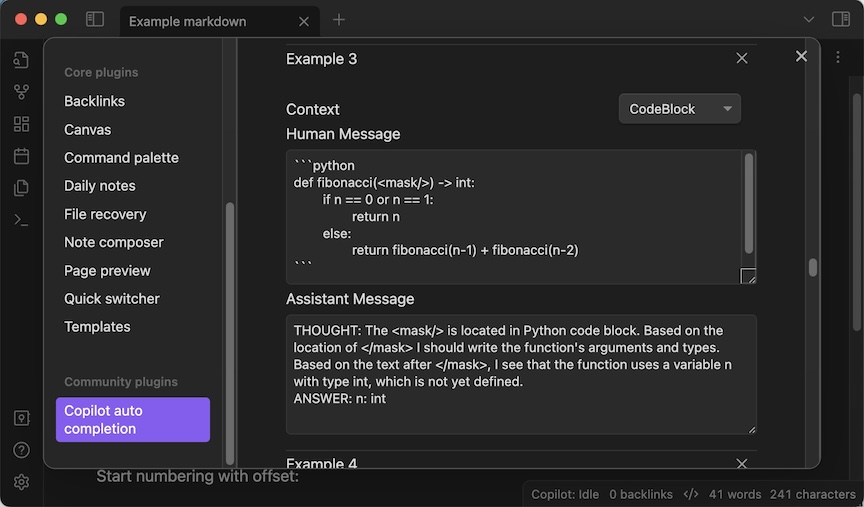 Example markdown
Core plugins
Backlinks
Canvas
Command palette
Daily notes
File recovery
Note composer
Page preview
Quick switcher
Templates
Community plugins
Copilot auto
completion
Example 3
Context
CodeBlock
Human Message
```python
def fibonacci(<mask/>) -> int:
if n == 0 or n == 1:
return n
else:
return fibonacci(n-1) + fibonacci(n-2)
```
Assistant Message
THOUGHT: The <mask/> is located in Python code block. Based on the
location of </mask> I should write the function's arguments and types.
Based on the text after </mask>, I see that the function uses a variable n
with type int, which is not yet defined.
ANSWER: n: int
Example 4
Start numbering with offset:
Copilot: Idle 0 backlinks </> 41 words 241 characters